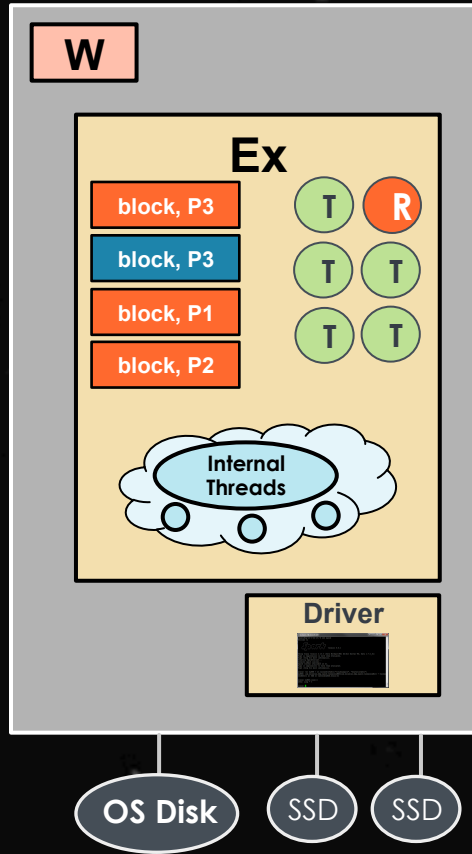 W
Ex
block, P3
block, P3
block, P1
block, P2
T R
T T
T T
Internal
Threads
Driver
OS Disk
SSD
SSD